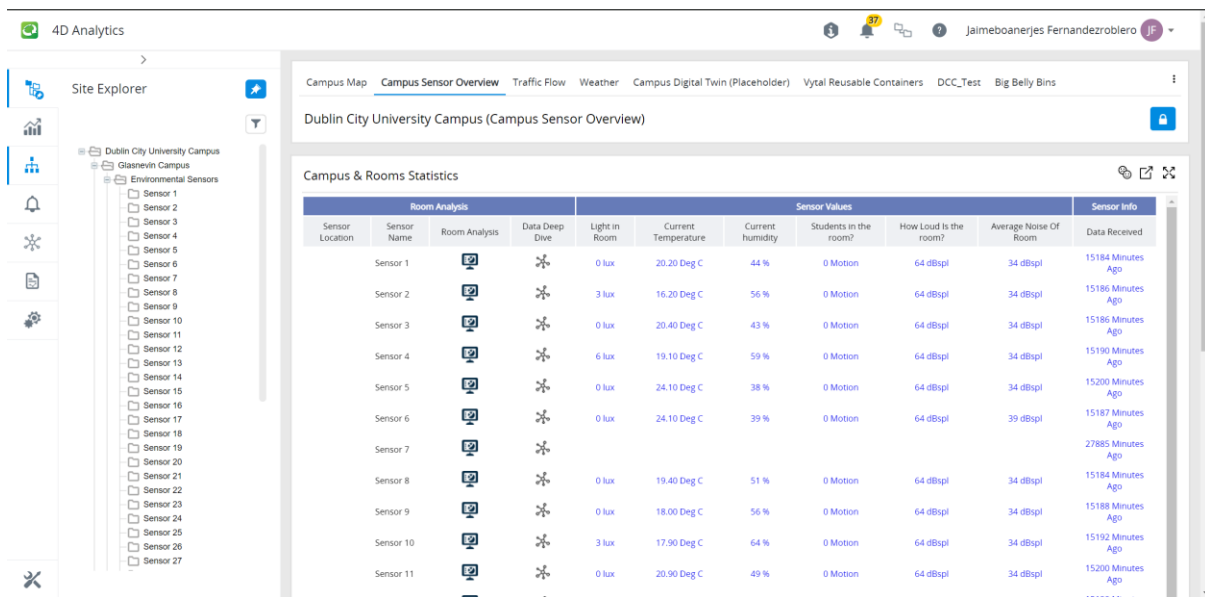 4D Analytics
37
Jaimeboanerjes Fernandezroblero
JF
Site Explorer
Dublin City University Campus
Glasnevin Campus
Environmental Sensors
Sensor 1
Sensor 2
Sensor 3
Sensor 4
Sensor 5
Sensor 6
Sensor 7
Sensor 8
Sensor 9
Sensor 10
Sensor 11
Sensor 12
Sensor 13
Sensor 14
Sensor 15
Sensor 16
Sensor 17
Sensor 18
Sensor 19
Sensor 20
Sensor 21
Sensor 22
Sensor 23
Sensor 24
Sensor 25
Sensor 26
Sensor 27
Campus Map Campus Sensor Overview Traffic Flow Weather Campus Digital Twin (Placeholder) Vytal Reusable Containers DCC_Test Big Belly Bins
Dublin City University Campus (Campus Sensor Overview)
Campus & Rooms Statistics
Room Analysis Sensor Values Sensor Info
Sensor Location Sensor Name Room Analysis Data Deep Dive Light in Room Current Temperature Current humidity Students in the room? How Loud Is the room? Average Noise Of Room Data Received
Sensor 1 0 lux 20.20 Deg C 44 % 0 Motion 64 dBspl 34 dBspl 15184 Minutes Ago
Sensor 2 3 lux 16.20 Deg C 56 % 0 Motion 64 dBspl 34 dBspl 15186 Minutes Ago
Sensor 3 0 lux 20.40 Deg C 43 % 0 Motion 64 dBspl 34 dBspl 15186 Minutes Ago
Sensor 4 6 lux 19.10 Deg C 59 % 0 Motion 64 dBspl 34 dBspl 15190 Minutes Ago
Sensor 5 0 lux 24.10 Deg C 38 % 0 Motion 64 dBspl 34 dBspl 15200 Minutes Ago
Sensor 6 0 lux 24.10 Deg C 39 % 0 Motion 64 dBspl 39 dBspl 15187 Minutes Ago
Sensor 7 27885 Minutes Ago
Sensor 8 0 lux 19.40 Deg C 51 % 0 Motion 64 dBspl 34 dBspl 15184 Minutes Ago
Sensor 9 0 lux 18.00 Deg C 56 % 0 Motion 64 dBspl 34 dBspl 15188 Minutes Ago
Sensor 10 3 lux 17.90 Deg C 64 % 0 Motion 64 dBspl 34 dBspl 15192 Minutes Ago
Sensor 11 0 lux 20.90 Deg C 49 % 0 Motion 64 dBspl 34 dBspl 15200 Minutes Ago